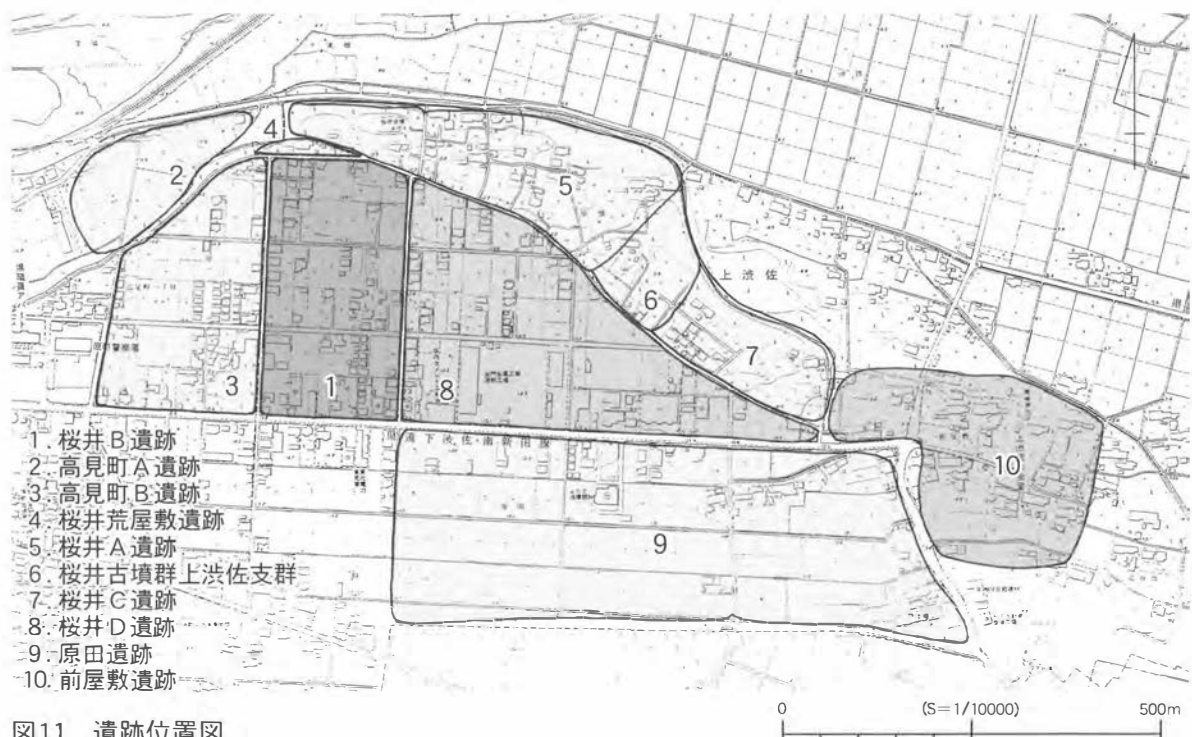 4
2
5
上渋佐
6
7
3
1
8
10
9
1. 桜井B遺跡
2. 高見町A遺跡
3. 高見町B遺跡
4. 桜井荒屋敷遺跡
5. 桜井A遺跡
6. 桜井古墳群上渋佐支群
7. 桜井C遺跡
8. 桜井D遺跡
9. 原田遺跡
10. 前屋敷遺跡
0 (S=1/10000) 500m
図11 遺跡位置図